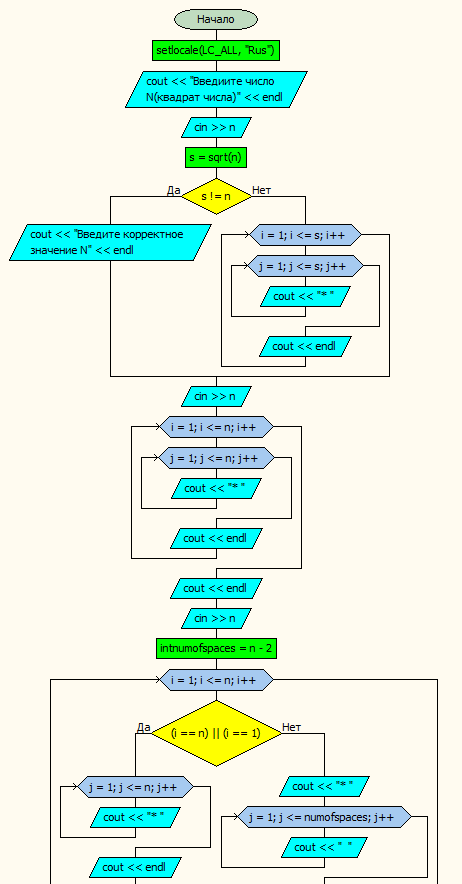 Начало
setlocale(LC_ALL, "Rus")
cout << "Введиите число
N(квадрат числа)" << endl
cin >> n
s = sqrt(n)
Да
s != n
Нет
cout << "Введите корректное
значение N" << endl
i = 1; i <= s; i++
j = 1; j <= s; j++
cout << "* "
cout << endl
cin >> n
i = 1; i <= n; i++
j = 1; j <= n; j++
cout << "* "
cout << endl
cout << endl
cin >> n
intnumofspaces = n - 2
i = 1; i <= n; i++
Да
(i == n) || (i == 1)
Нет
j = 1; j <= n; j++
cout << "* "
cout << endl
cout << "* "
j = 1; j <= numofspaces; j++
cout << "  "